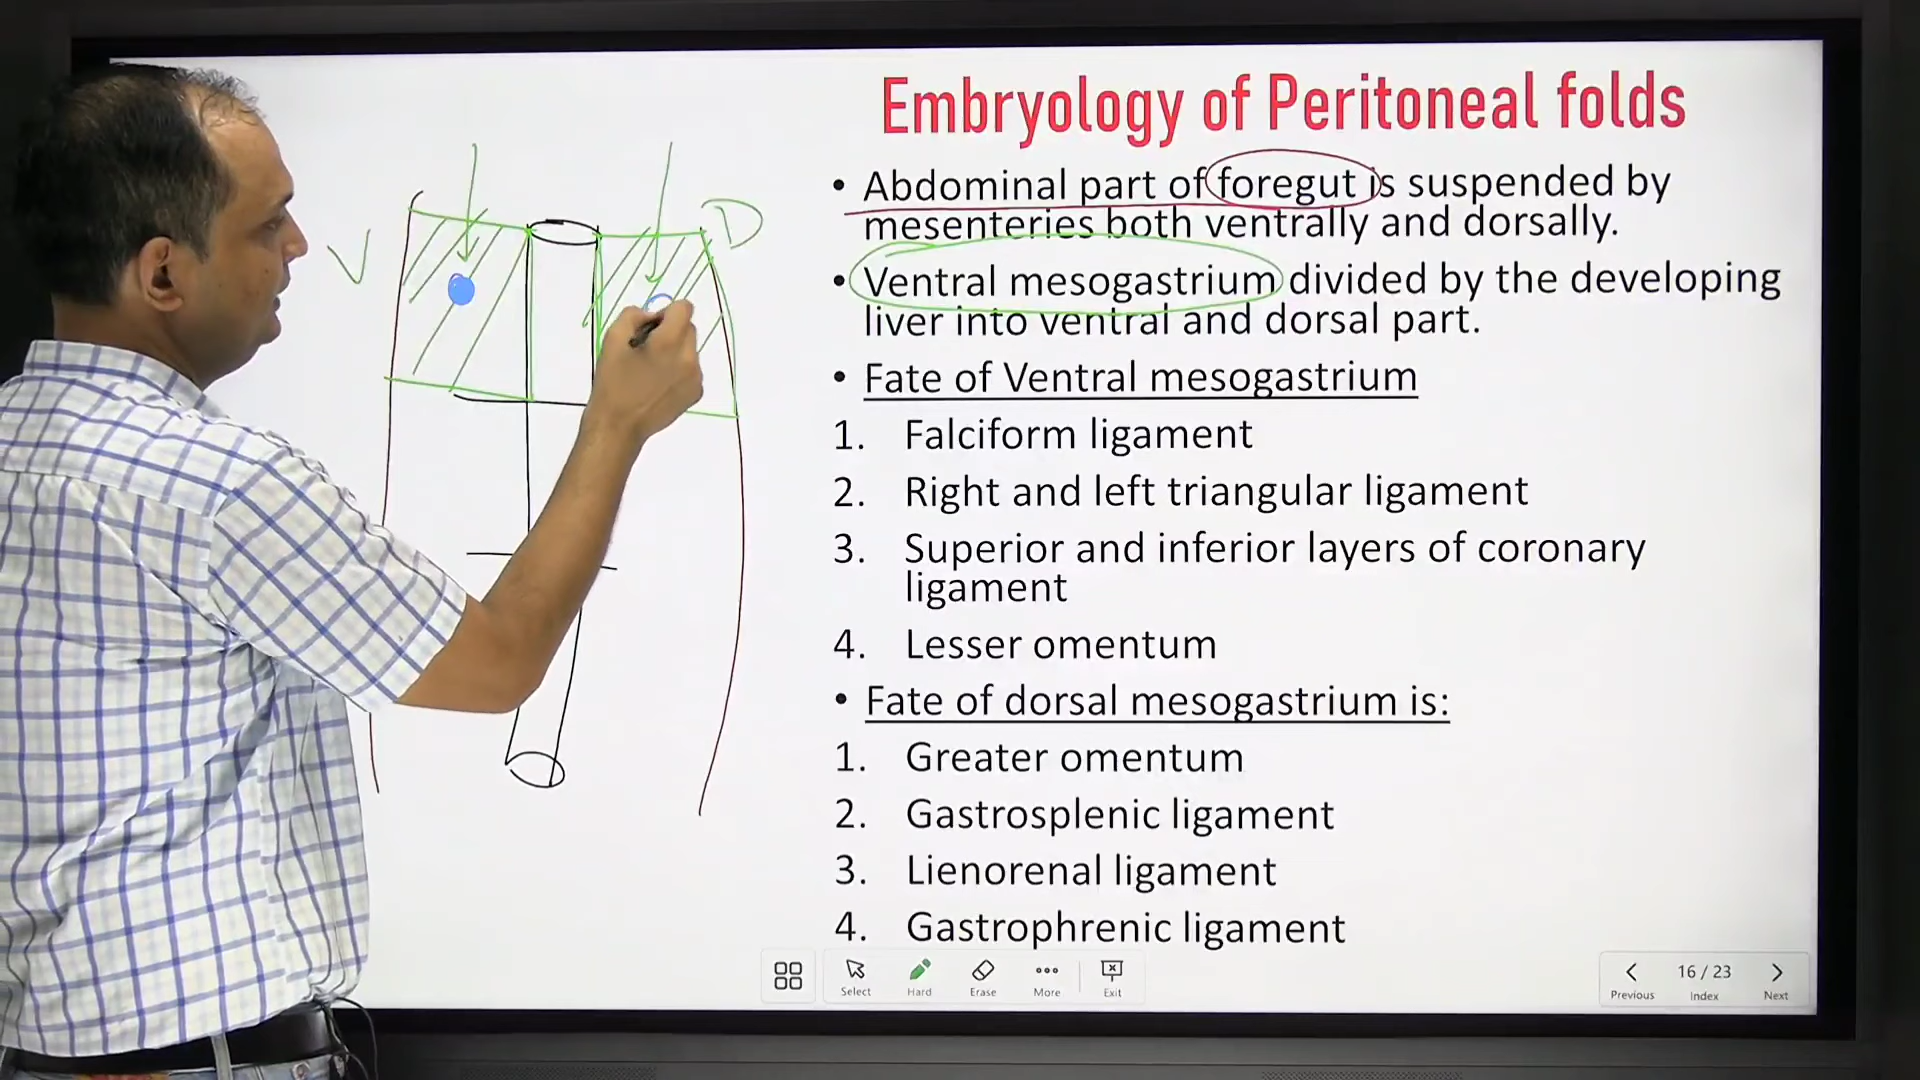 Embryology of Peritoneal folds
• Abdominal part of foregut is suspended by
mesenteries both ventrally and dorsally.
• Ventral mesogastrium divided by the developing
liver into ventral and dorsal part.
• Fate of Ventral mesogastrium
1. Falciform ligament
2. Right and left triangular ligament
3. Superior and inferior layers of coronary
ligament
4. Lesser omentum
• Fate of dorsal mesogastrium is:
1. Greater omentum
2. Gastrosplenic ligament
3. Lienorenal ligament
4. Gastrophrenic ligament
V
D
Select Hard Erase More Exit
16 / 23
Previous Index Next